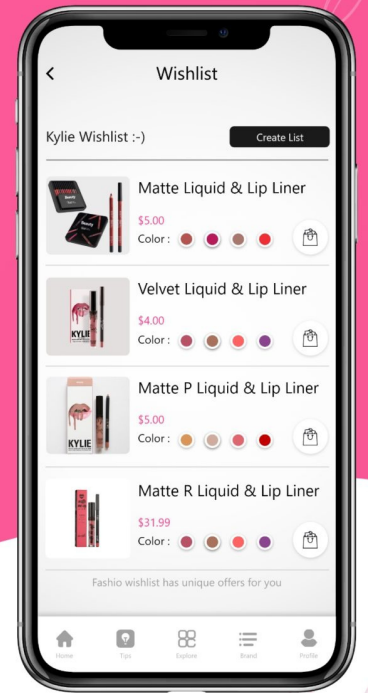 Wishlist
Kylie Wishlist :-)
Create List
Matte Liquid & Lip Liner
$5.00
Color :
Velvet Liquid & Lip Liner
$4.00
Color :
KYLIE
Matte P Liquid & Lip Liner
$5.00
Color :
KYLIE
Matte R Liquid & Lip Liner
$31.99
Color :
Fashio wishlist has unique offers for you
Home
Tips
Explore
Brand
Profile